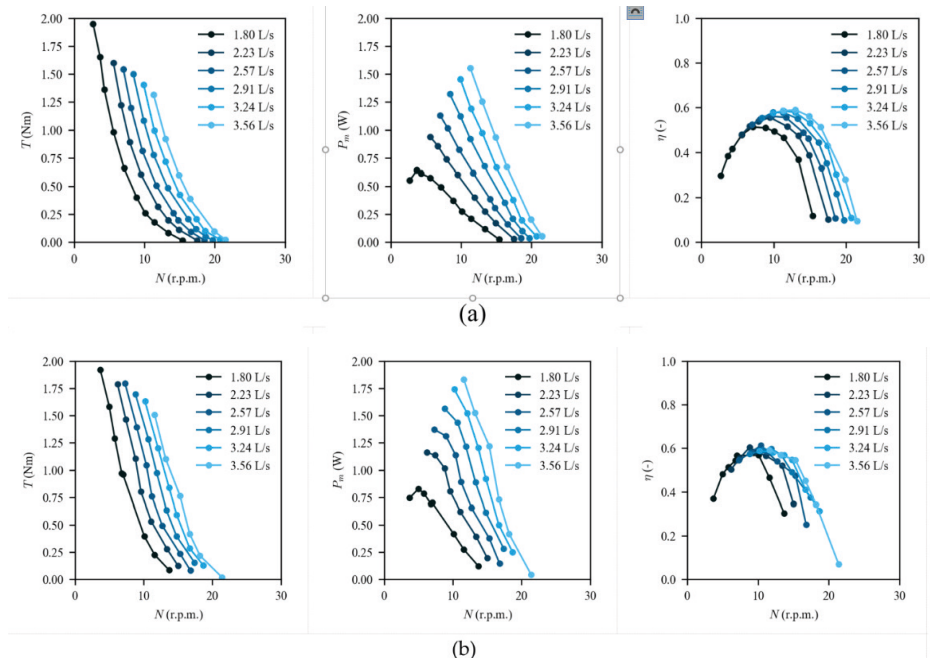 2.00
1.75
1.50
1.25
1.00
0.75
0.50
0.25
0.00
T (Nm)
0
10
20
30
N (r.p.m.)
1.80 L/s
2.23 L/s
2.57 L/s
2.91 L/s
3.24 L/s
3.56 L/s
2.00
1.75
1.50
1.25
1.00
0.75
0.50
0.25
0.00
Pm (W)
0
10
20
30
N (r.p.m.)
1.80 L/s
2.23 L/s
2.57 L/s
2.91 L/s
3.24 L/s
3.56 L/s
1.0
0.8
0.6
0.4
0.2
0.0
η (-)
0
10
20
30
N (r.p.m.)
1.80 L/s
2.23 L/s
2.57 L/s
2.91 L/s
3.24 L/s
3.56 L/s
(a)
2.00
1.75
1.50
1.25
1.00
0.75
0.50
0.25
0.00
T (Nm)
0
10
20
30
N (r.p.m.)
1.80 L/s
2.23 L/s
2.57 L/s
2.91 L/s
3.24 L/s
3.56 L/s
2.00
1.75
1.50
1.25
1.00
0.75
0.50
0.25
0.00
Pm (W)
0
10
20
30
N (r.p.m.)
1.80 L/s
2.23 L/s
2.57 L/s
2.91 L/s
3.24 L/s
3.56 L/s
1.0
0.8
0.6
0.4
0.2
0.0
η (-)
0
10
20
30
N (r.p.m.)
1.80 L/s
2.23 L/s
2.57 L/s
2.91 L/s
3.24 L/s
3.56 L/s
(b)